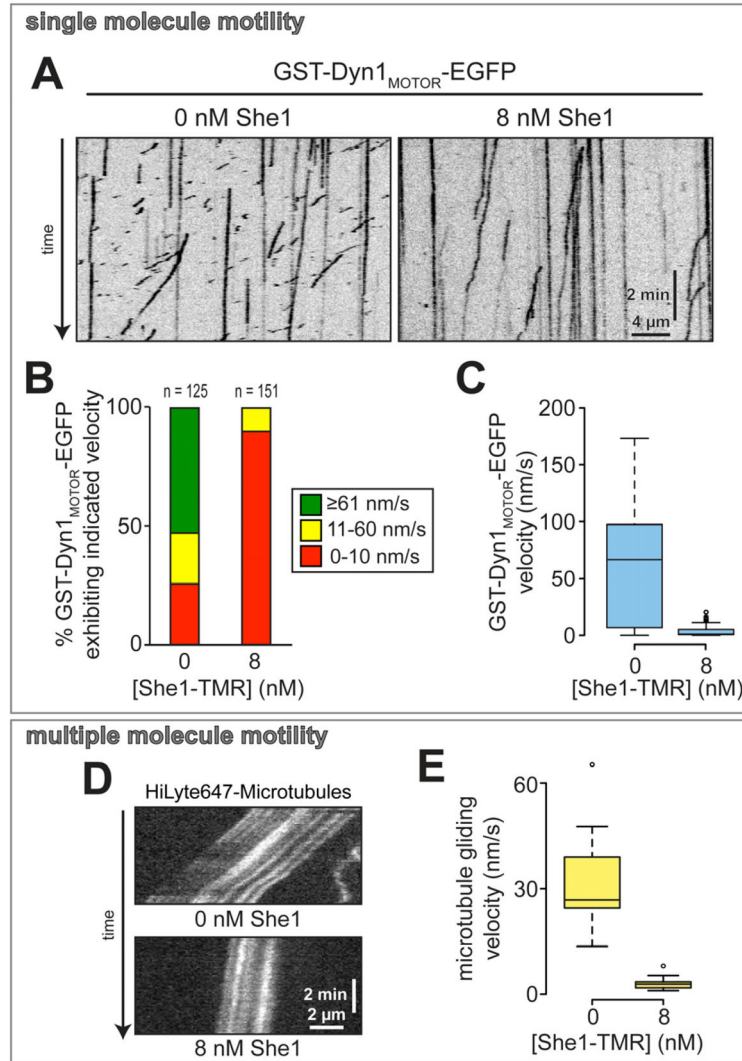 single molecule motility
A
GST-Dyn1MOTOR-EGFP
0 nM She1
8 nM She1
time
2 min
4 µm
B
n = 125
n = 151
% GST-Dyn1MOTOR-EGFP
exhibiting indicated velocity
100
50
0
0
8
[She1-TMR] (nM)
≥61 nm/s
11-60 nm/s
0-10 nm/s
C
GST-Dyn1MOTOR-EGFP
velocity (nm/s)
200
150
100
50
0
0
8
[She1-TMR] (nM)
multiple molecule motility
D
HiLyte647-Microtubules
time
0 nM She1
2 min
2 µm
8 nM She1
E
microtubule gliding
velocity (nm/s)
60
30
0
0
8
[She1-TMR] (nM)